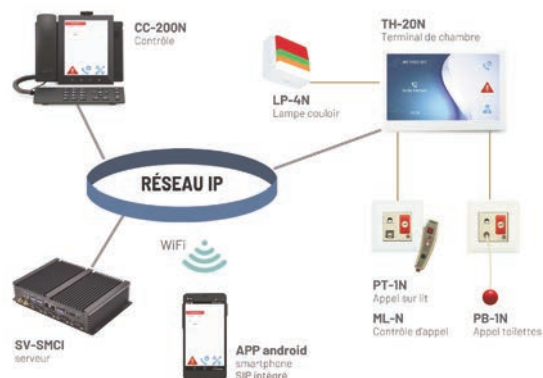 CC-200N
Contrôle
TH-20N
Terminal de chambre
LP-4N
Lampe couloir
RÉSEAU IP
WiFi
PT-1N
Appel sur lit
ML-N
Contrôle d'appel
PB-1N
Appel toilettes
SV-SMCI
serveur
APP android
smartphone
SIP intégré